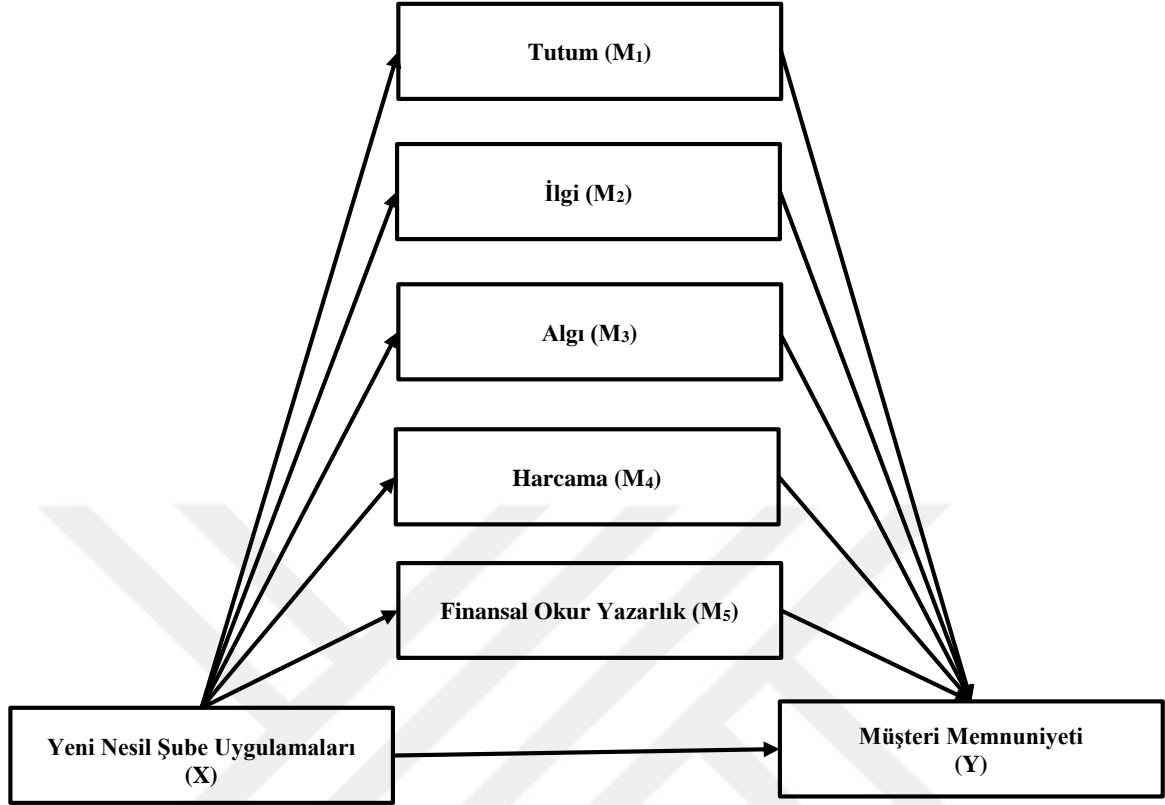 Tutum (M₁)
İlgi (M₂)
Algı (M₃)
Harcama (M₄)
Finansal Okur Yazarlık (M₅)
Yeni Nesil Şube Uygulamaları
(X)
Müşteri Memnuniyeti
(Y)